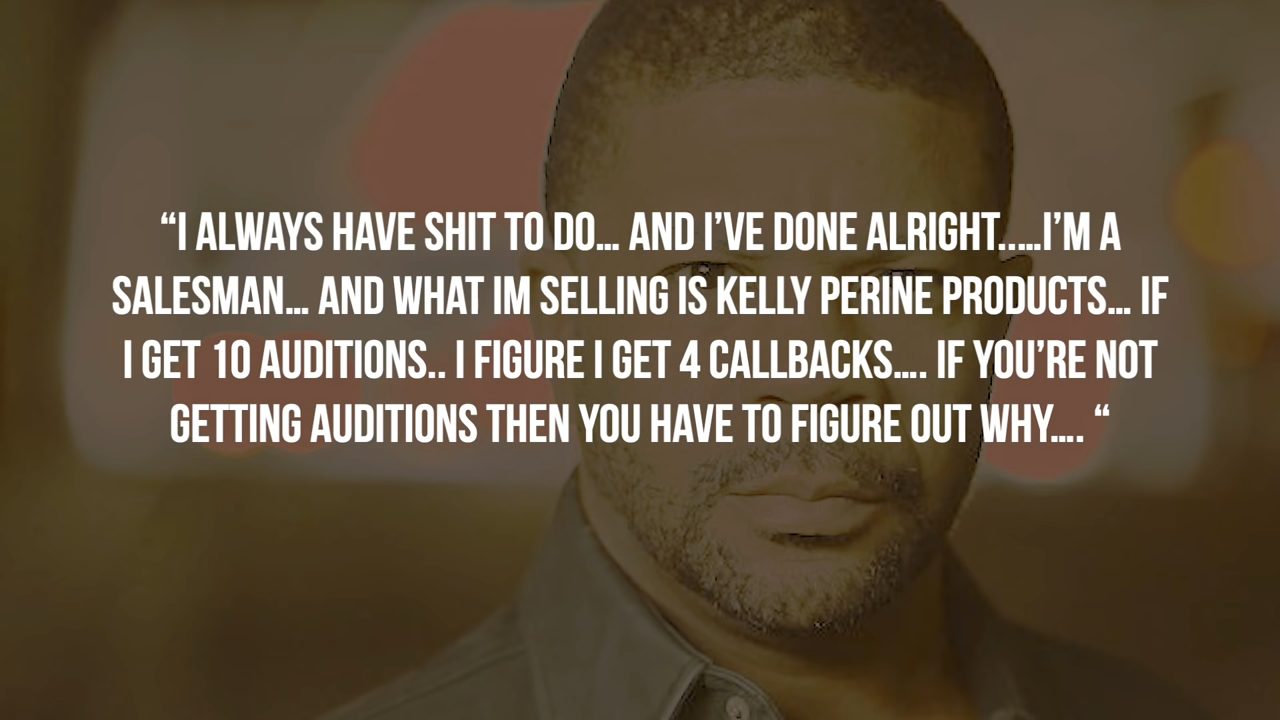 “I ALWAYS HAVE SHIT TO DO... AND I’VE DONE ALRIGHT.....I’M A
SALESMAN... AND WHAT IM SELLING IS KELLY PERINE PRODUCTS... IF
I GET 10 AUDITIONS.. I FIGURE I GET 4 CALLBACKS.... IF YOU’RE NOT
GETTING AUDITIONS THEN YOU HAVE TO FIGURE OUT WHY.... “